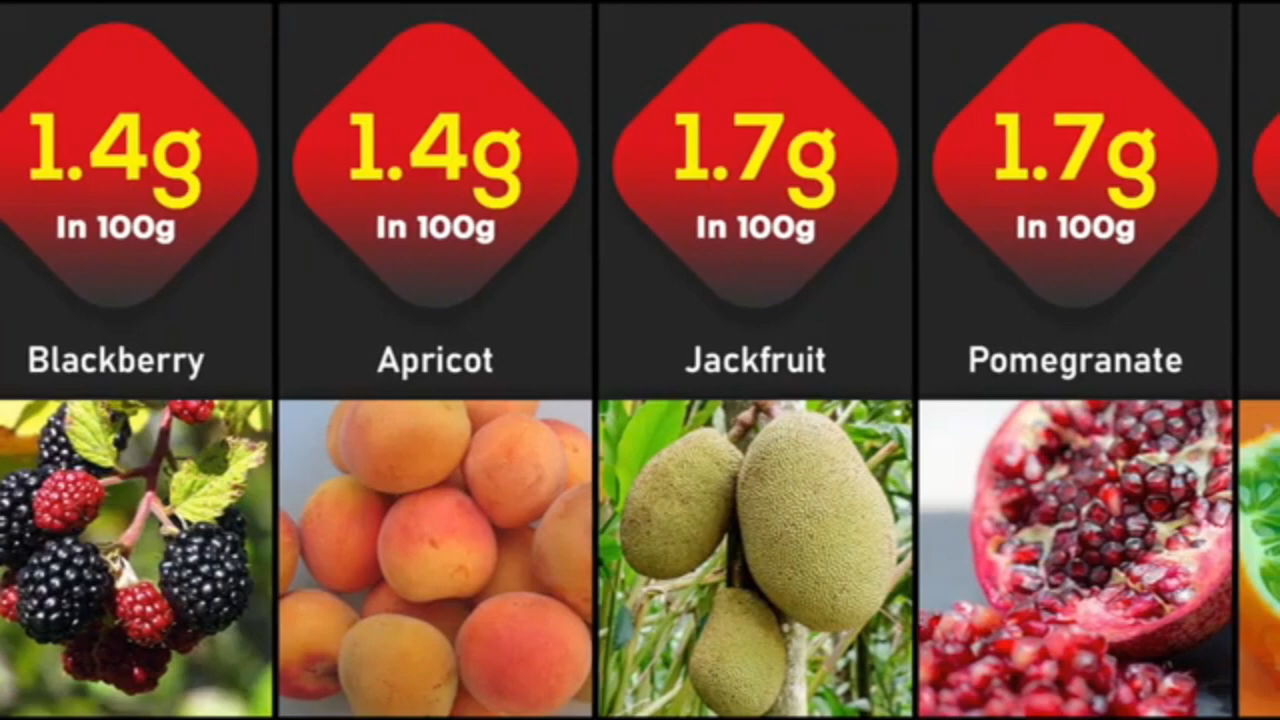 1.4g
In 100g
Blackberry
1.4g
In 100g
Apricot
1.7g
In 100g
Jackfruit
1.7g
In 100g
Pomegranate